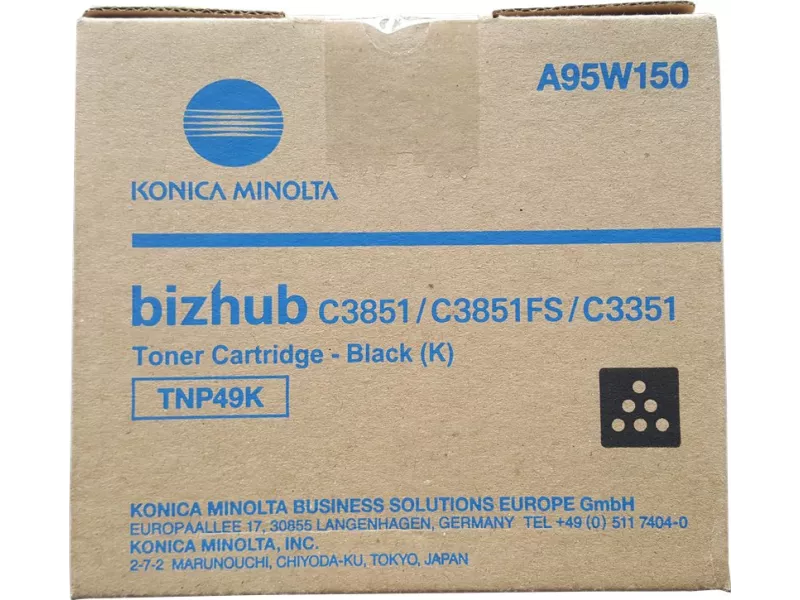 A95W150
KONICA MINOLTA
bizhub C3851/C3851FS/C3351
Toner Cartridge - Black (K)
TNP49K
KONICA MINOLTA BUSINESS SOLUTIONS EUROPE GmbH
EUROPAALLEE 17, 30855 LANGENHAGEN, GERMANY TEL +49 (0) 511 7404-0
KONICA MINOLTA, INC.
2-7-2 MARUNOUCHI, CHIYODA-KU, TOKYO, JAPAN